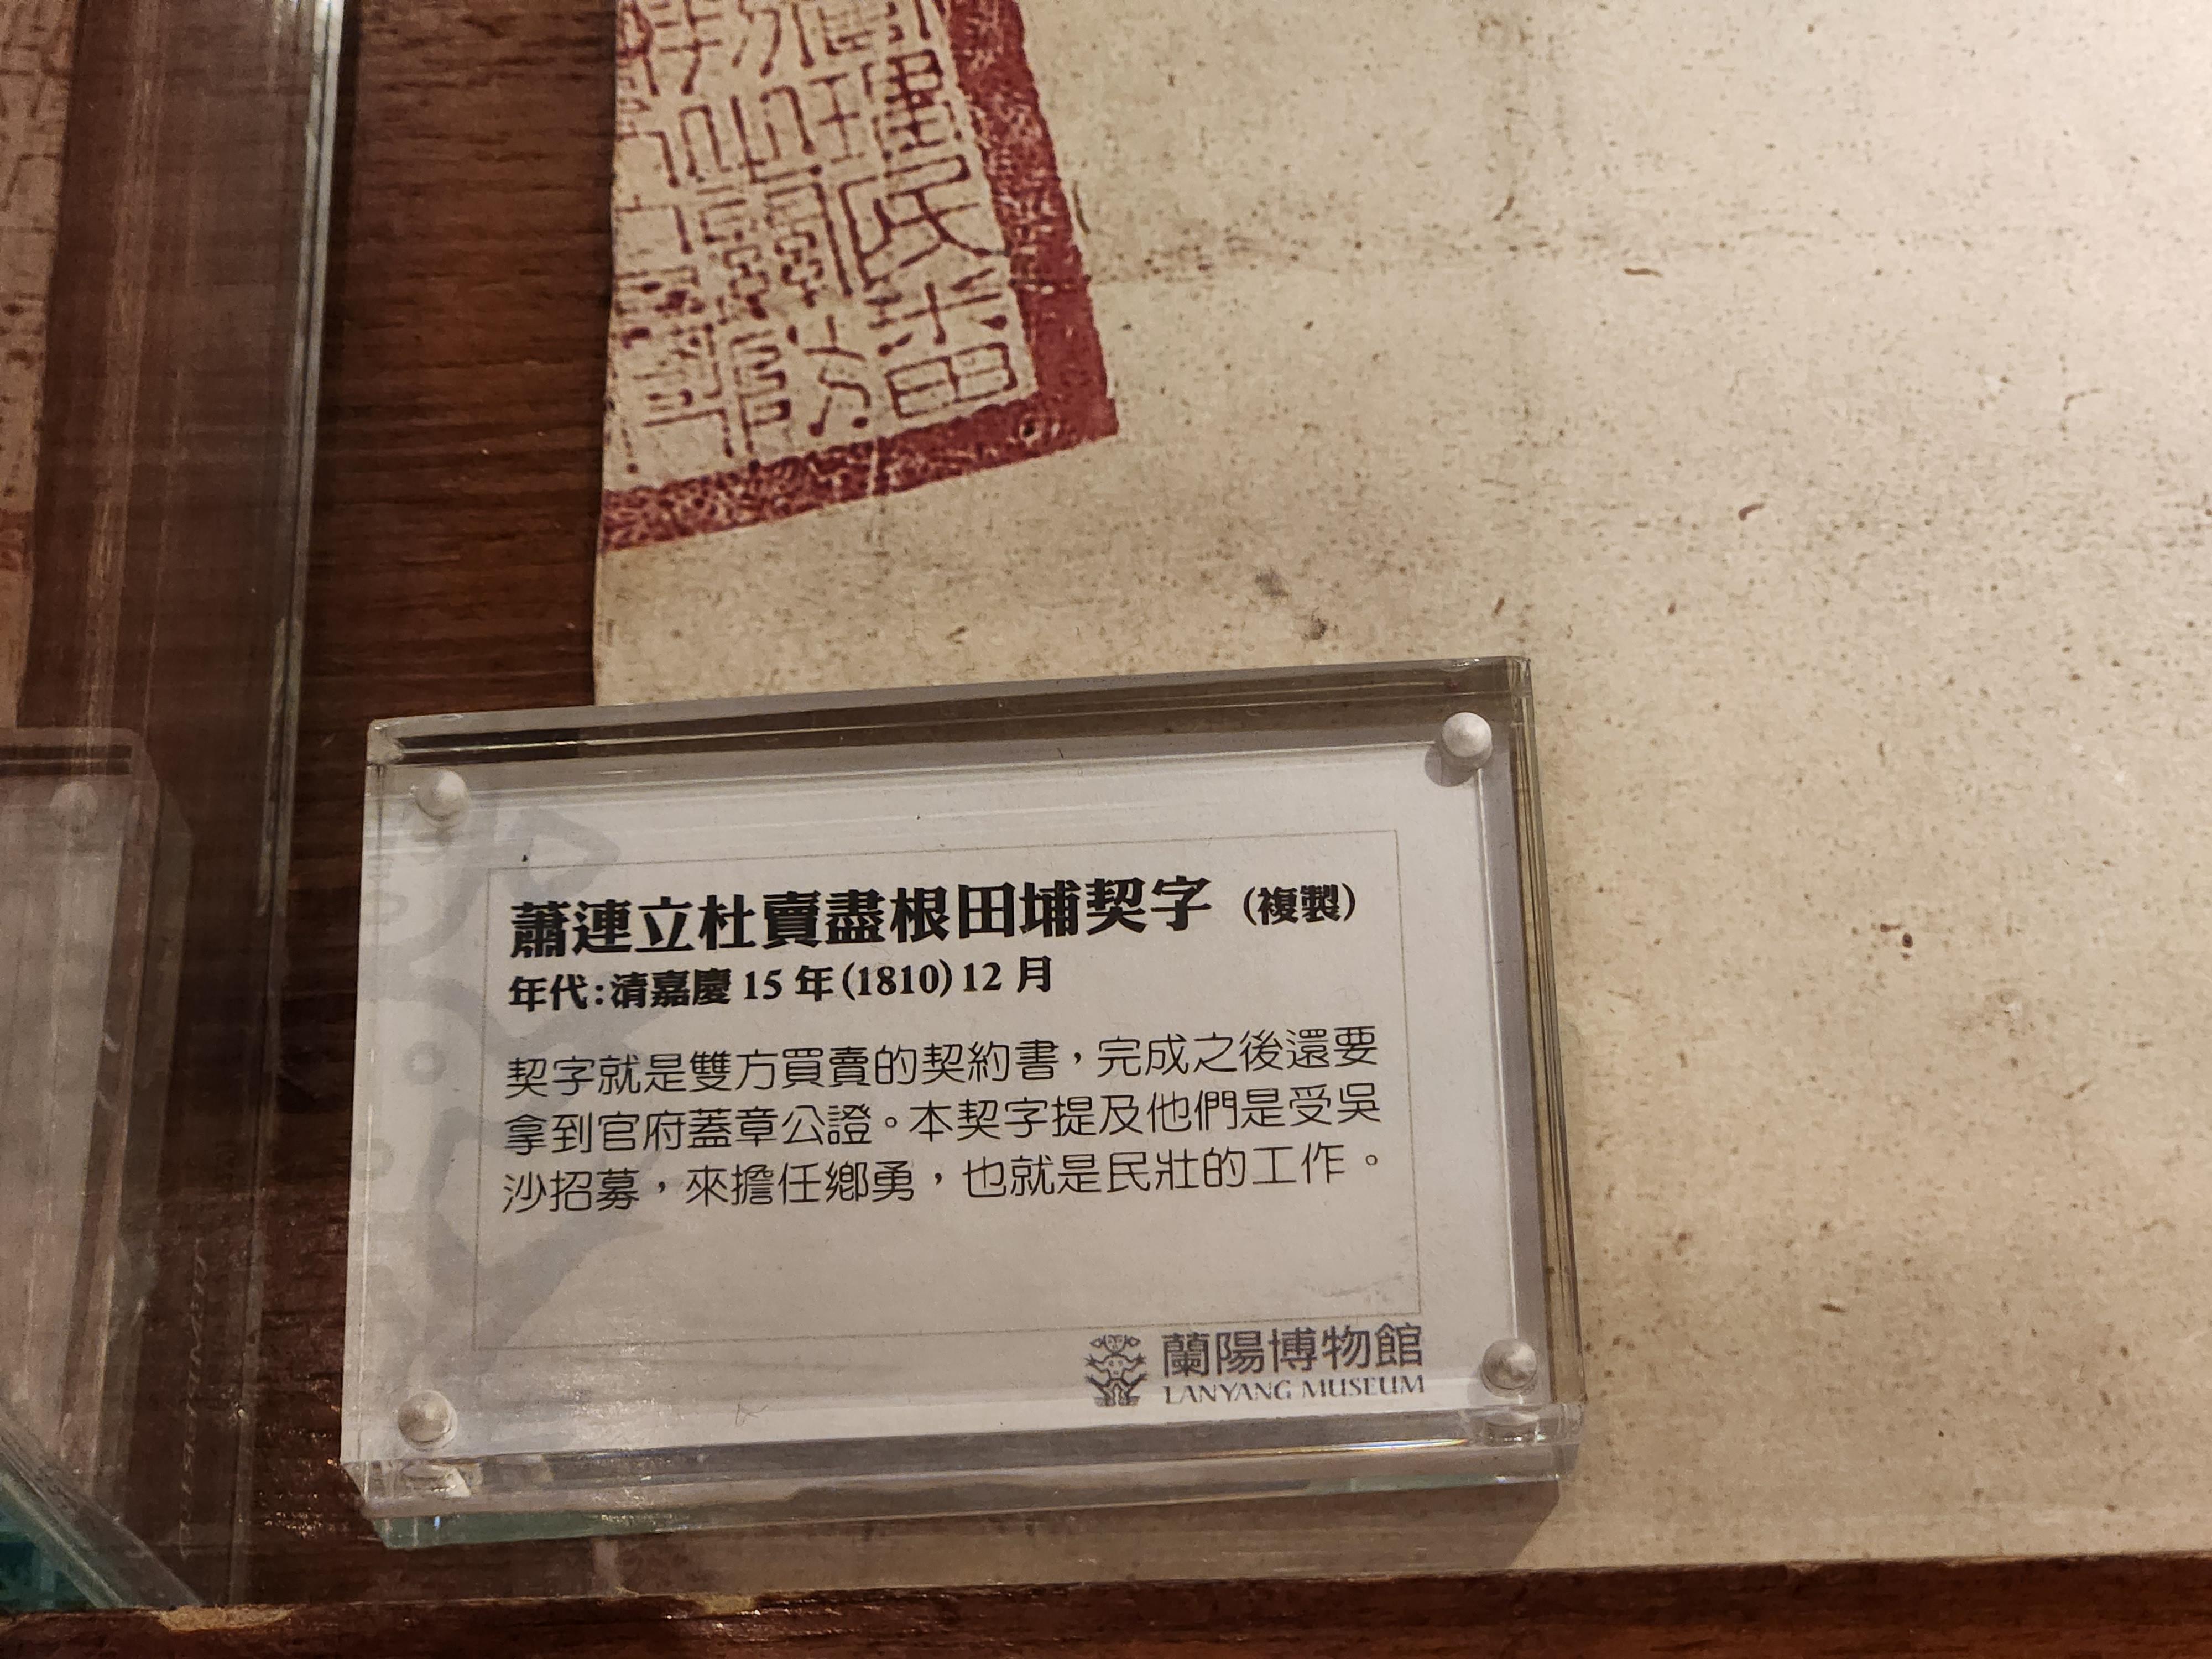 蕭連立杜賣盡根田埔契字 (複製)
年代:清嘉慶 15 年(1810) 12 月
契字就是雙方買賣的契約書，完成之後還要
拿到官府蓋章公證。本契字提及他們是受吳
沙招募，來擔任鄉勇，也就是民壯的工作。
蘭陽博物館
LANYANG MUSEUM